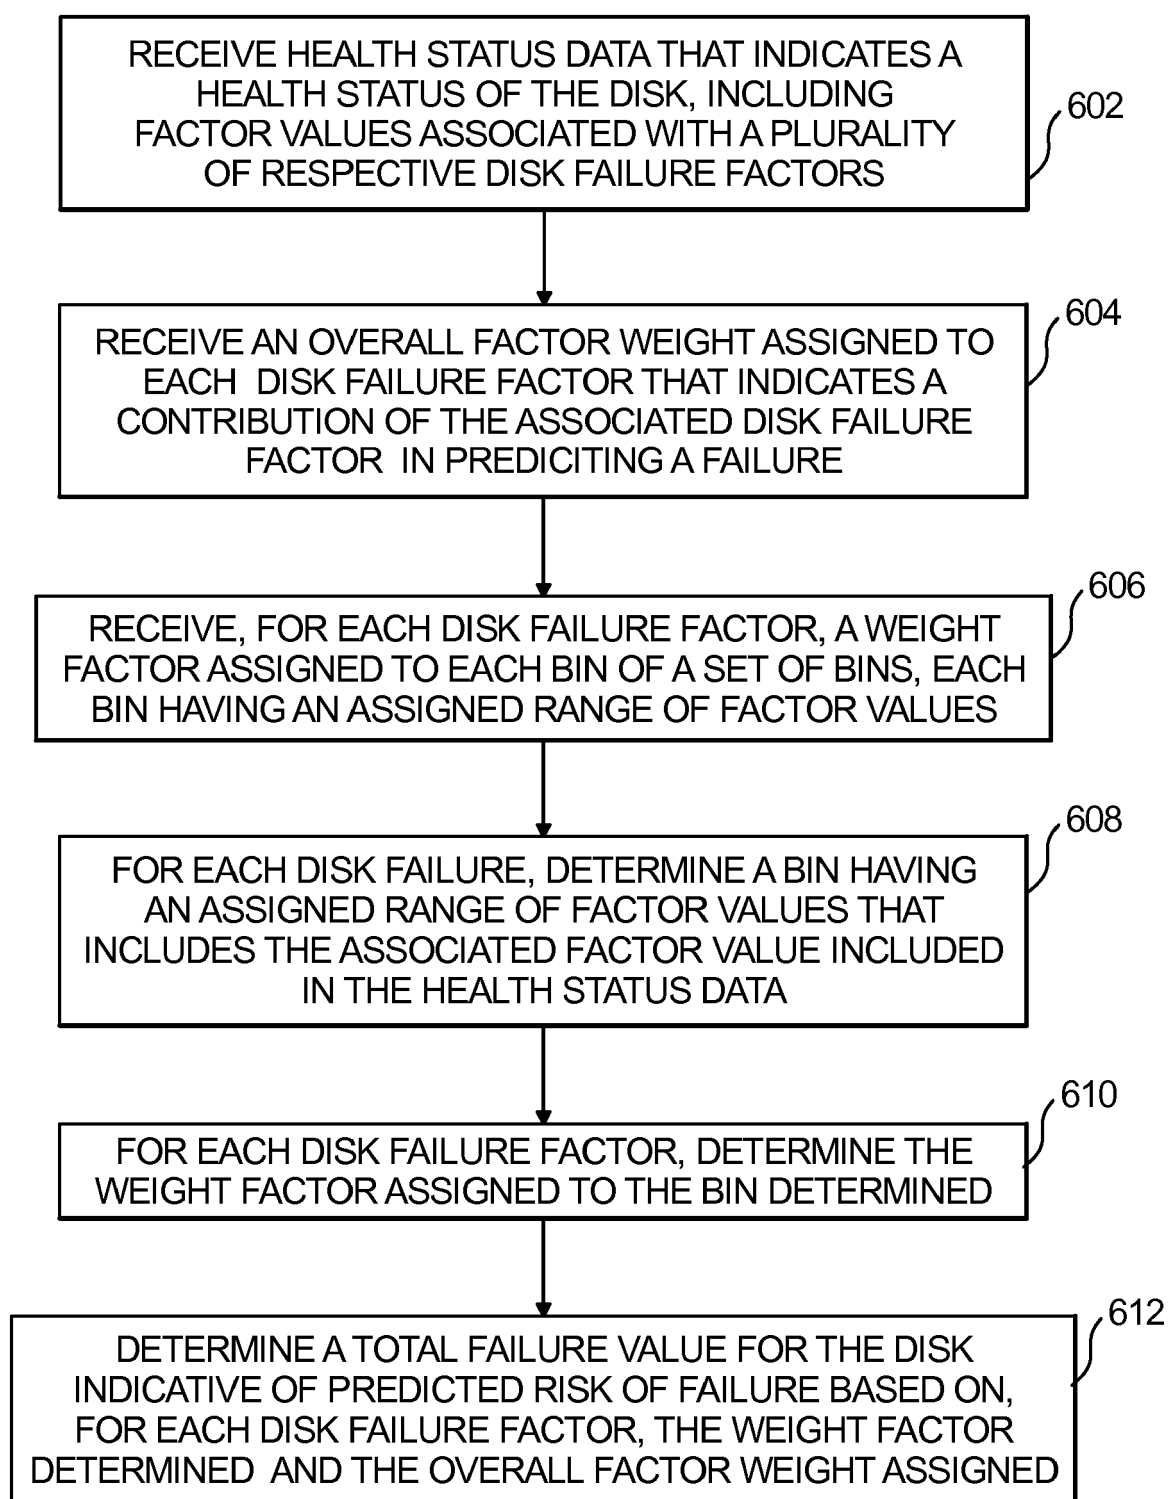 RECEIVE HEALTH STATUS DATA THAT INDICATES A
HEALTH STATUS OF THE DISK, INCLUDING
FACTOR VALUES ASSOCIATED WITH A PLURALITY
OF RESPECTIVE DISK FAILURE FACTORS
602
RECEIVE AN OVERALL FACTOR WEIGHT ASSIGNED TO
EACH DISK FAILURE FACTOR THAT INDICATES A
CONTRIBUTION OF THE ASSOCIATED DISK FAILURE
FACTOR IN PREDICITING A FAILURE
604
RECEIVE, FOR EACH DISK FAILURE FACTOR, A WEIGHT
FACTOR ASSIGNED TO EACH BIN OF A SET OF BINS, EACH
BIN HAVING AN ASSIGNED RANGE OF FACTOR VALUES
606
FOR EACH DISK FAILURE, DETERMINE A BIN HAVING
AN ASSIGNED RANGE OF FACTOR VALUES THAT
INCLUDES THE ASSOCIATED FACTOR VALUE INCLUDED
IN THE HEALTH STATUS DATA
608
FOR EACH DISK FAILURE FACTOR, DETERMINE THE
WEIGHT FACTOR ASSIGNED TO THE BIN DETERMINED
610
DETERMINE A TOTAL FAILURE VALUE FOR THE DISK
INDICATIVE OF PREDICTED RISK OF FAILURE BASED ON,
FOR EACH DISK FAILURE FACTOR, THE WEIGHT FACTOR
DETERMINED AND THE OVERALL FACTOR WEIGHT ASSIGNED
612